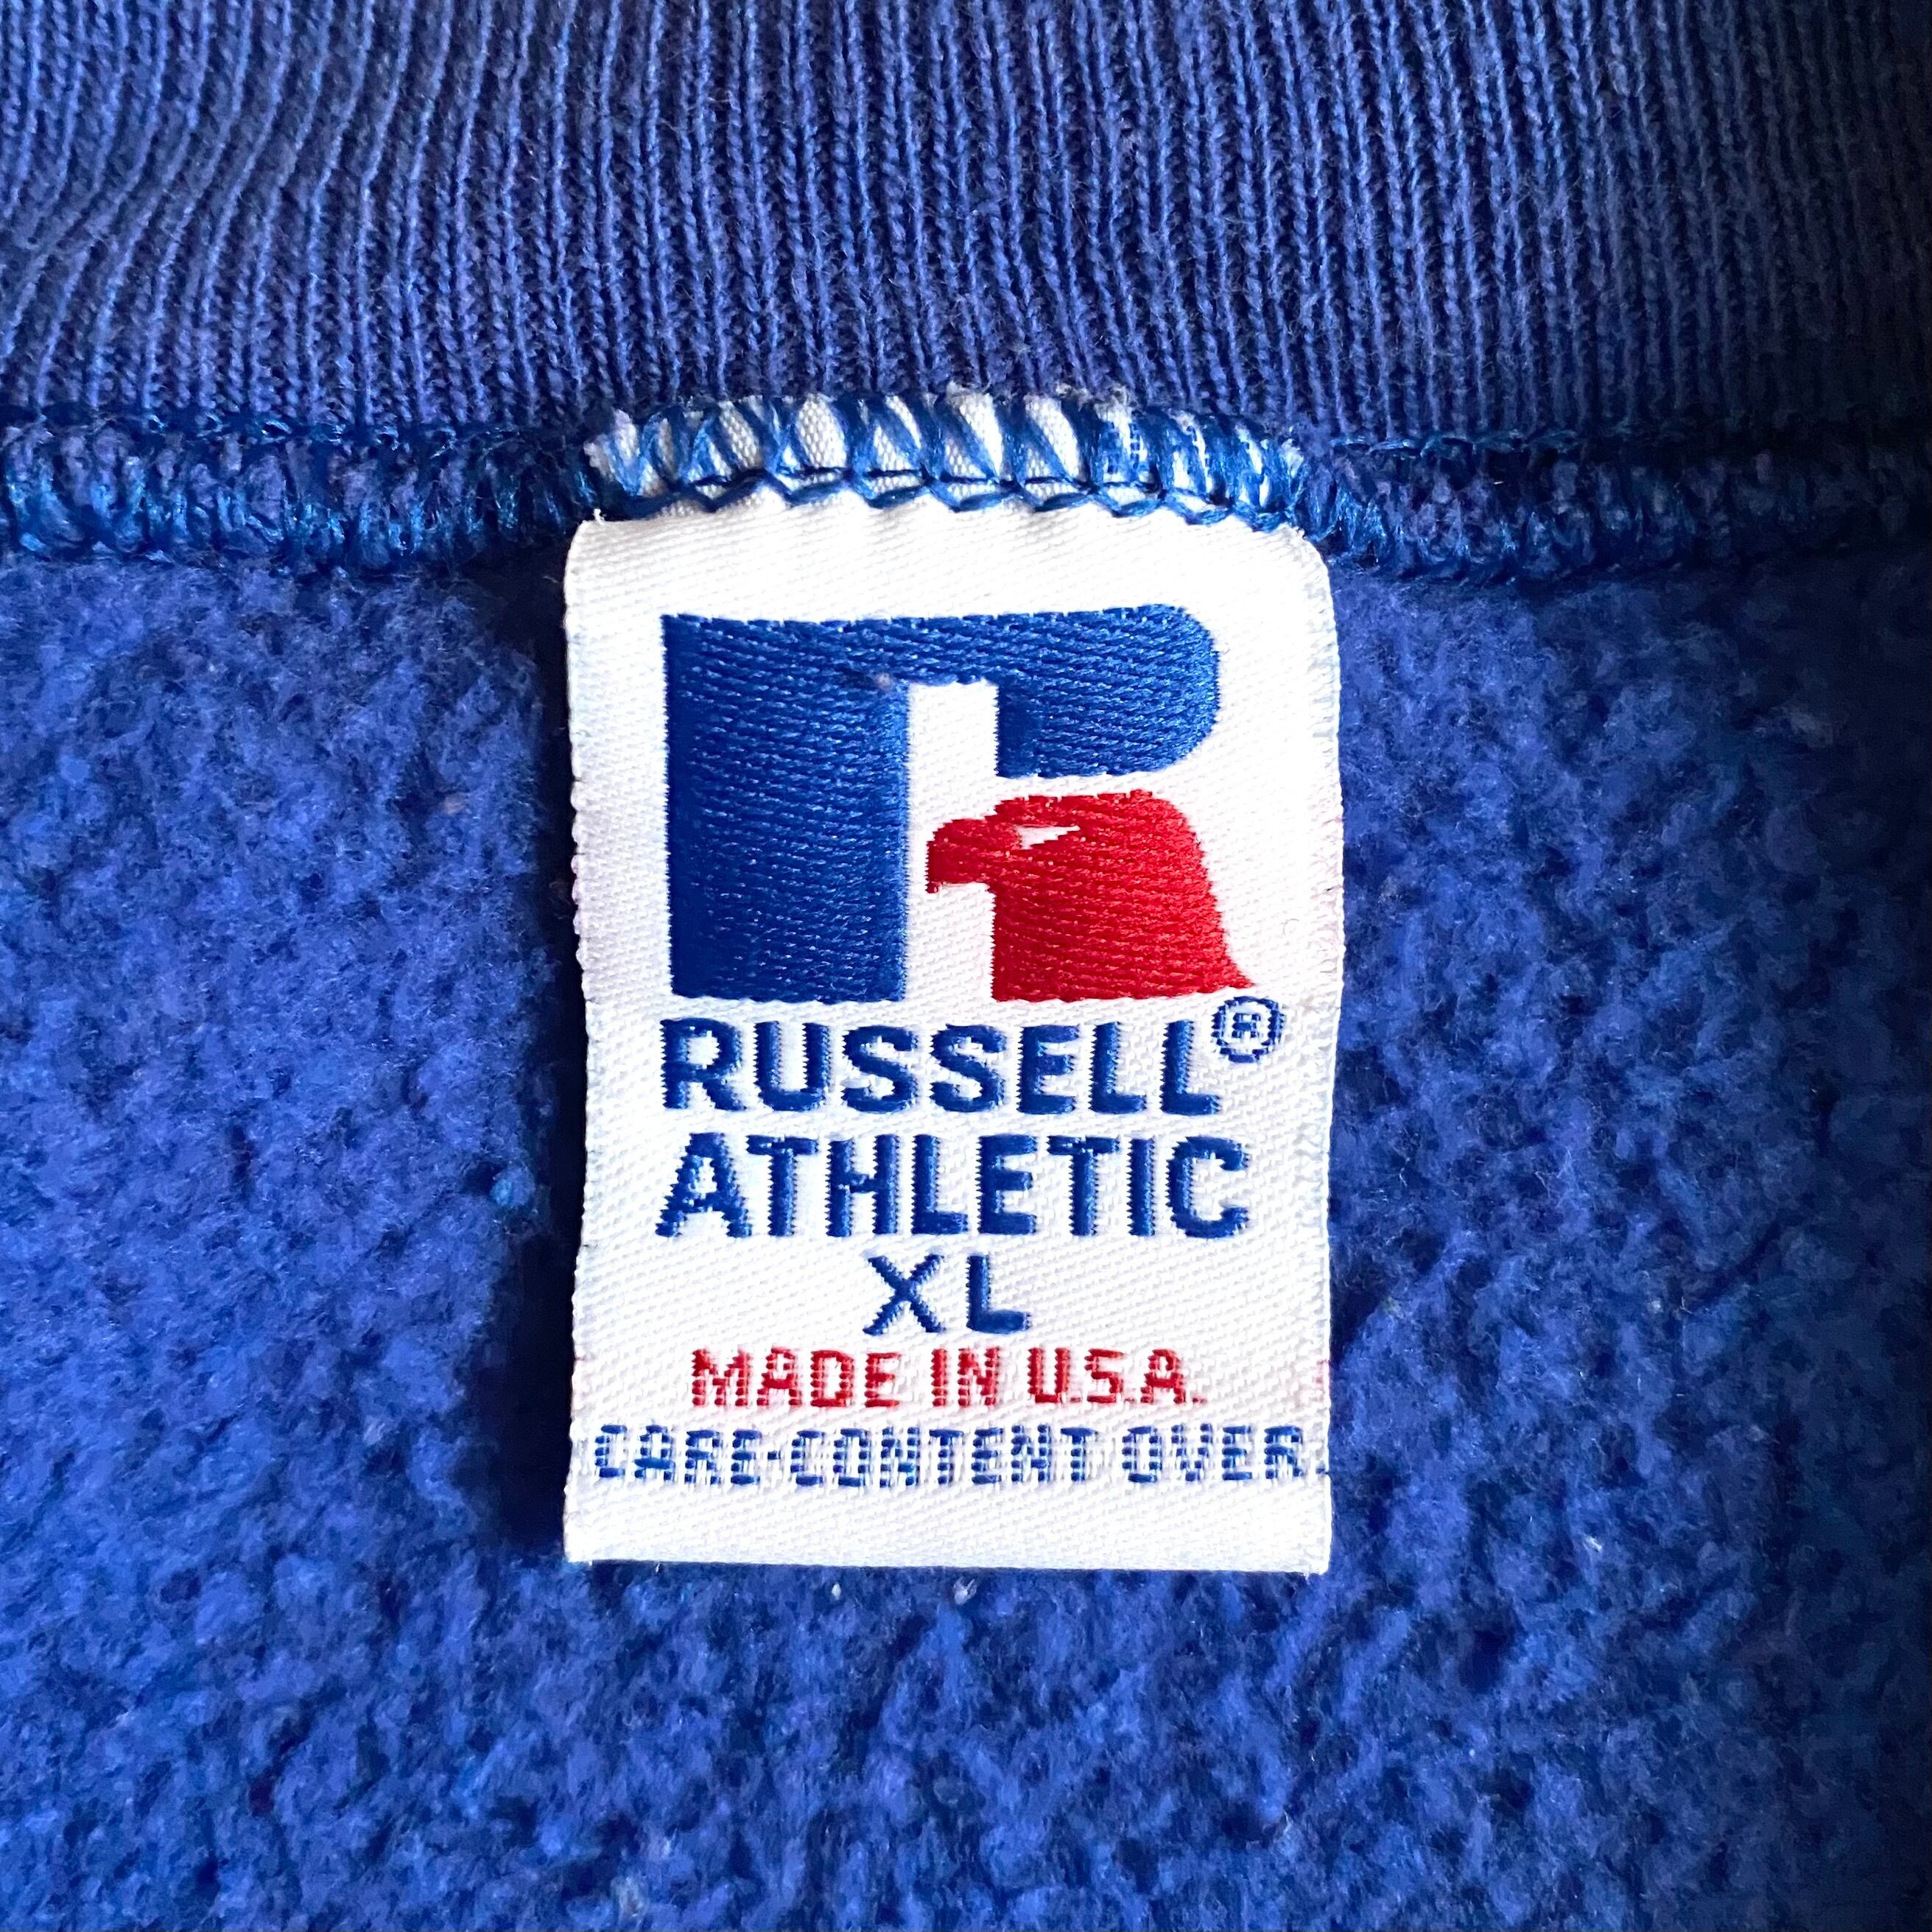 RUSSELL®
ATHLETIC
XL
MADE IN U.S.A.
CARE·CONTENT OVER